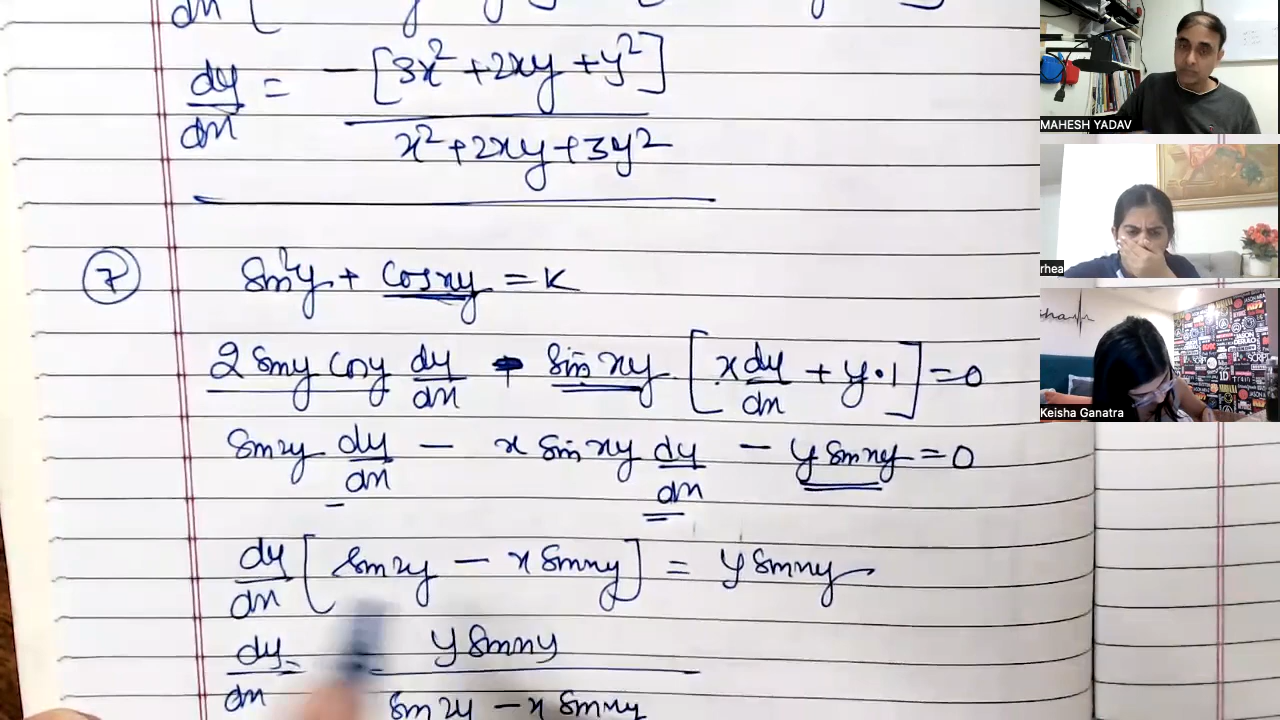 dy/dx = -[3x² + 2xy + y²] / x² + 2xy + 3y²
⑦ sin²y + cos xy = K
2 sin y cos y dy/dx - sin xy [x dy/dx + y·1] = 0
sin 2y dy/dx - x sin xy dy/dx - y sin xy = 0
dy/dx [sin 2y - x sin xy] = y sin xy
dy/dx = y sin xy / sin 2y - x sin xy
MAHESH YADAV
rhea
Keisha Ganatra